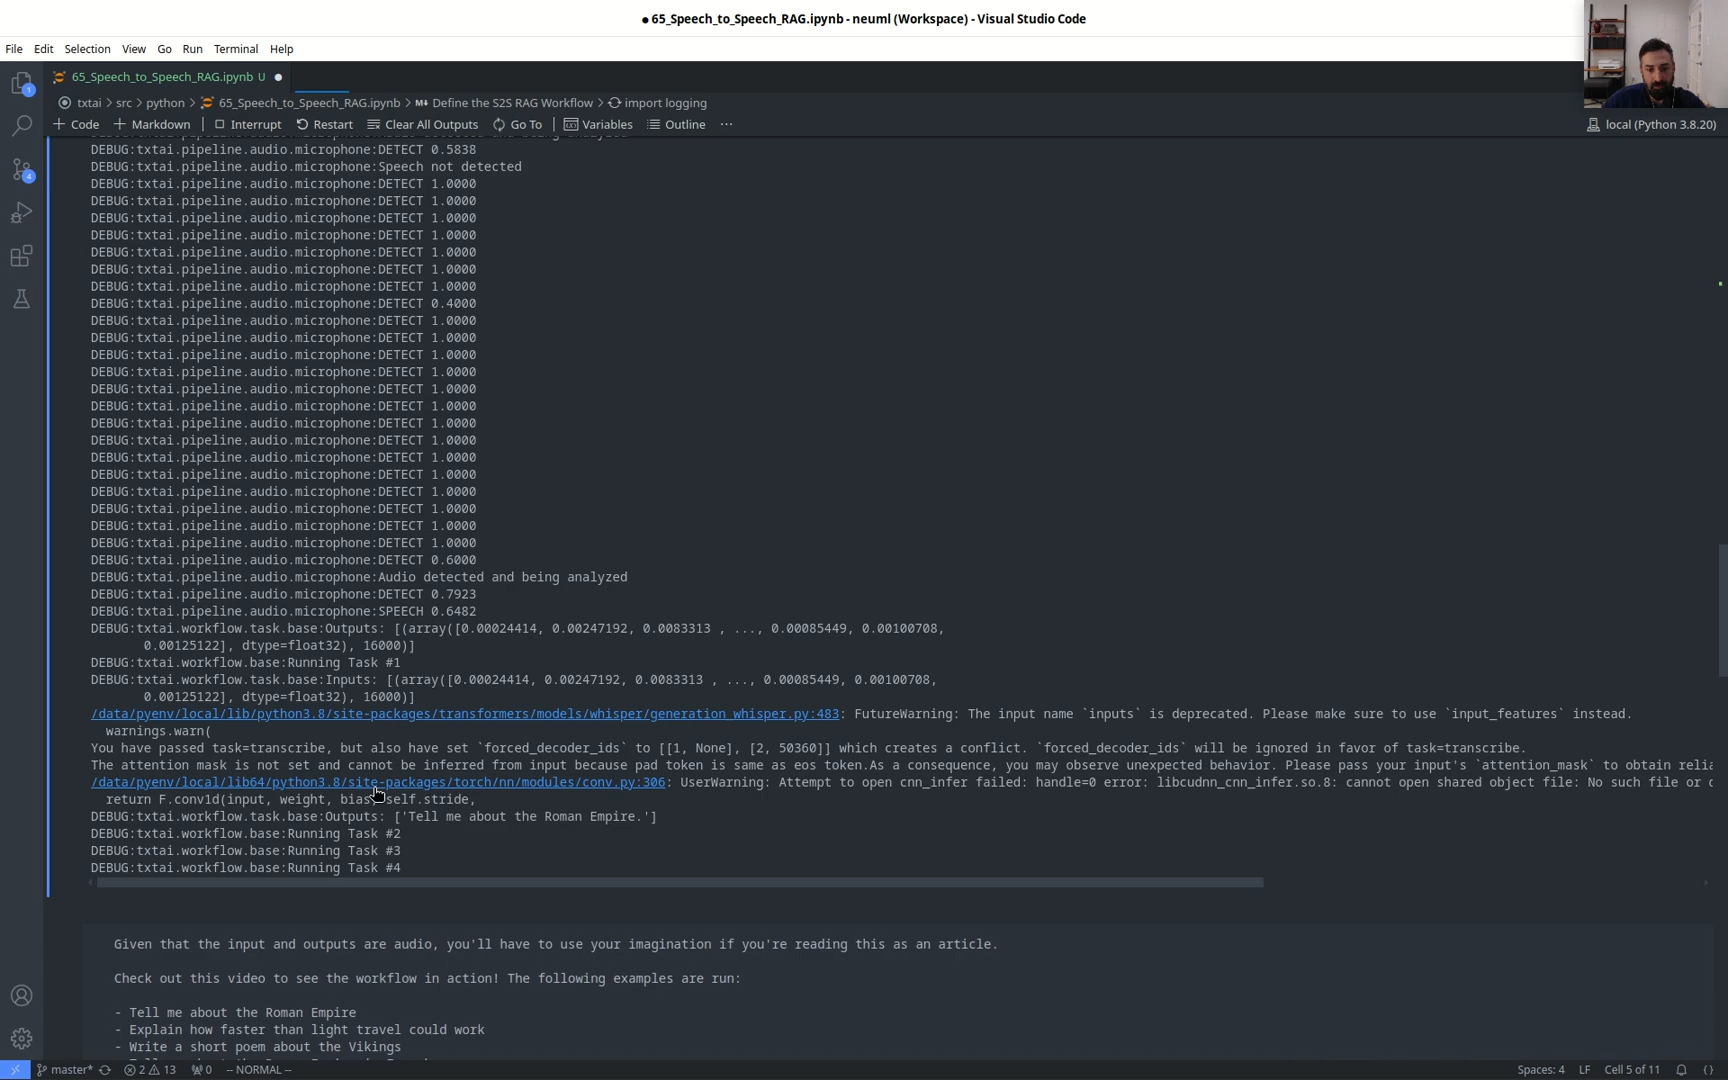 ● 65_Speech_to_Speech_RAG.ipynb - neuml (Workspace) - Visual Studio Code
File Edit Selection View Go Run Terminal Help
65_Speech_to_Speech_RAG.ipynb U ●
txtai > src > python > 65_Speech_to_Speech_RAG.ipynb > M↓ Define the S2S RAG Workflow > import logging
+ Code + Markdown Interrupt Restart Clear All Outputs Go To Variables Outline ... local (Python 3.8.20)
DEBUG:txtai.pipeline.audio.microphone:DETECT 0.5838
DEBUG:txtai.pipeline.audio.microphone:Speech not detected
DEBUG:txtai.pipeline.audio.microphone:DETECT 1.0000
DEBUG:txtai.pipeline.audio.microphone:DETECT 1.0000
DEBUG:txtai.pipeline.audio.microphone:DETECT 1.0000
DEBUG:txtai.pipeline.audio.microphone:DETECT 1.0000
DEBUG:txtai.pipeline.audio.microphone:DETECT 1.0000
DEBUG:txtai.pipeline.audio.microphone:DETECT 1.0000
DEBUG:txtai.pipeline.audio.microphone:DETECT 1.0000
DEBUG:txtai.pipeline.audio.microphone:DETECT 0.4000
DEBUG:txtai.pipeline.audio.microphone:DETECT 1.0000
DEBUG:txtai.pipeline.audio.microphone:DETECT 1.0000
DEBUG:txtai.pipeline.audio.microphone:DETECT 1.0000
DEBUG:txtai.pipeline.audio.microphone:DETECT 1.0000
DEBUG:txtai.pipeline.audio.microphone:DETECT 1.0000
DEBUG:txtai.pipeline.audio.microphone:DETECT 1.0000
DEBUG:txtai.pipeline.audio.microphone:DETECT 1.0000
DEBUG:txtai.pipeline.audio.microphone:DETECT 1.0000
DEBUG:txtai.pipeline.audio.microphone:DETECT 1.0000
DEBUG:txtai.pipeline.audio.microphone:DETECT 1.0000
DEBUG:txtai.pipeline.audio.microphone:DETECT 1.0000
DEBUG:txtai.pipeline.audio.microphone:DETECT 1.0000
DEBUG:txtai.pipeline.audio.microphone:DETECT 1.0000
DEBUG:txtai.pipeline.audio.microphone:DETECT 1.0000
DEBUG:txtai.pipeline.audio.microphone:DETECT 0.6000
DEBUG:txtai.pipeline.audio.microphone:Audio detected and being analyzed
DEBUG:txtai.pipeline.audio.microphone:DETECT 0.7923
DEBUG:txtai.pipeline.audio.microphone:SPEECH 0.6482
DEBUG:txtai.workflow.task.base:Outputs: [(array([0.00024414, 0.00247192, 0.0083313 , ..., 0.00085449, 0.00100708,
0.00125122], dtype=float32), 16000)]
DEBUG:txtai.workflow.base:Running Task #1
DEBUG:txtai.workflow.task.base:Inputs: [(array([0.00024414, 0.00247192, 0.0083313 , ..., 0.00085449, 0.00100708,
0.00125122], dtype=float32), 16000)]
/data/pyenv/local/lib/python3.8/site-packages/transformers/models/whisper/generation_whisper.py:483: FutureWarning: The input name `inputs` is deprecated. Please make sure to use `input_features` instead.
warnings.warn(
You have passed task=transcribe, but also have set `forced_decoder_ids` to [[1, None], [2, 50360]] which creates a conflict. `forced_decoder_ids` will be ignored in favor of task=transcribe.
The attention mask is not set and cannot be inferred from input because pad token is same as eos token.As a consequence, you may observe unexpected behavior. Please pass your input's `attention_mask` to obtain relia
/data/pyenv/local/lib64/python3.8/site-packages/torch/nn/modules/conv.py:306: UserWarning: Attempt to open cnn_infer failed: handle=0 error: libcudnn_cnn_infer.so.8: cannot open shared object file: No such file or d
return F.conv1d(input, weight, bias self.stride,
DEBUG:txtai.workflow.task.base:Outputs: ['Tell me about the Roman Empire.']
DEBUG:txtai.workflow.base:Running Task #2
DEBUG:txtai.workflow.base:Running Task #3
DEBUG:txtai.workflow.base:Running Task #4
Given that the input and outputs are audio, you'll have to use your imagination if you're reading this as an article.
Check out this video to see the workflow in action! The following examples are run:
- Tell me about the Roman Empire
- Explain how faster than light travel could work
- Write a short poem about the Vikings
master* 2 13 0 -- NORMAL -- Spaces: 4 LF Cell 5 of 11